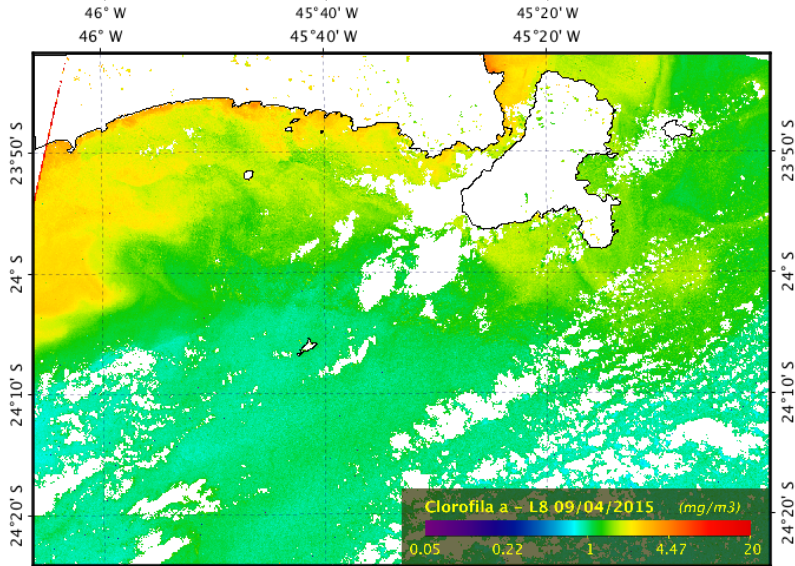 46° W 45°40' W 45°20' W
46° W 45°40' W 45°20' W
23°50' S 23°50' S
24° S 24° S
24°10' S 24°10' S
24°20' S 24°20' S
Clorofila a – L8 09/04/2015 (mg/m3)
0.05 0.22 1 4.47 20